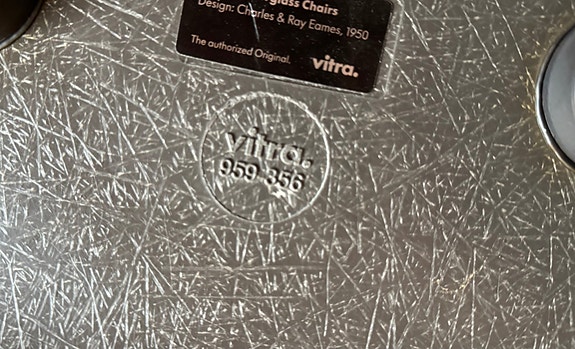 glass Chairs
Design: Charles & Ray Eames, 1950
The authorized Original.
vitra.
vitra.
959-356